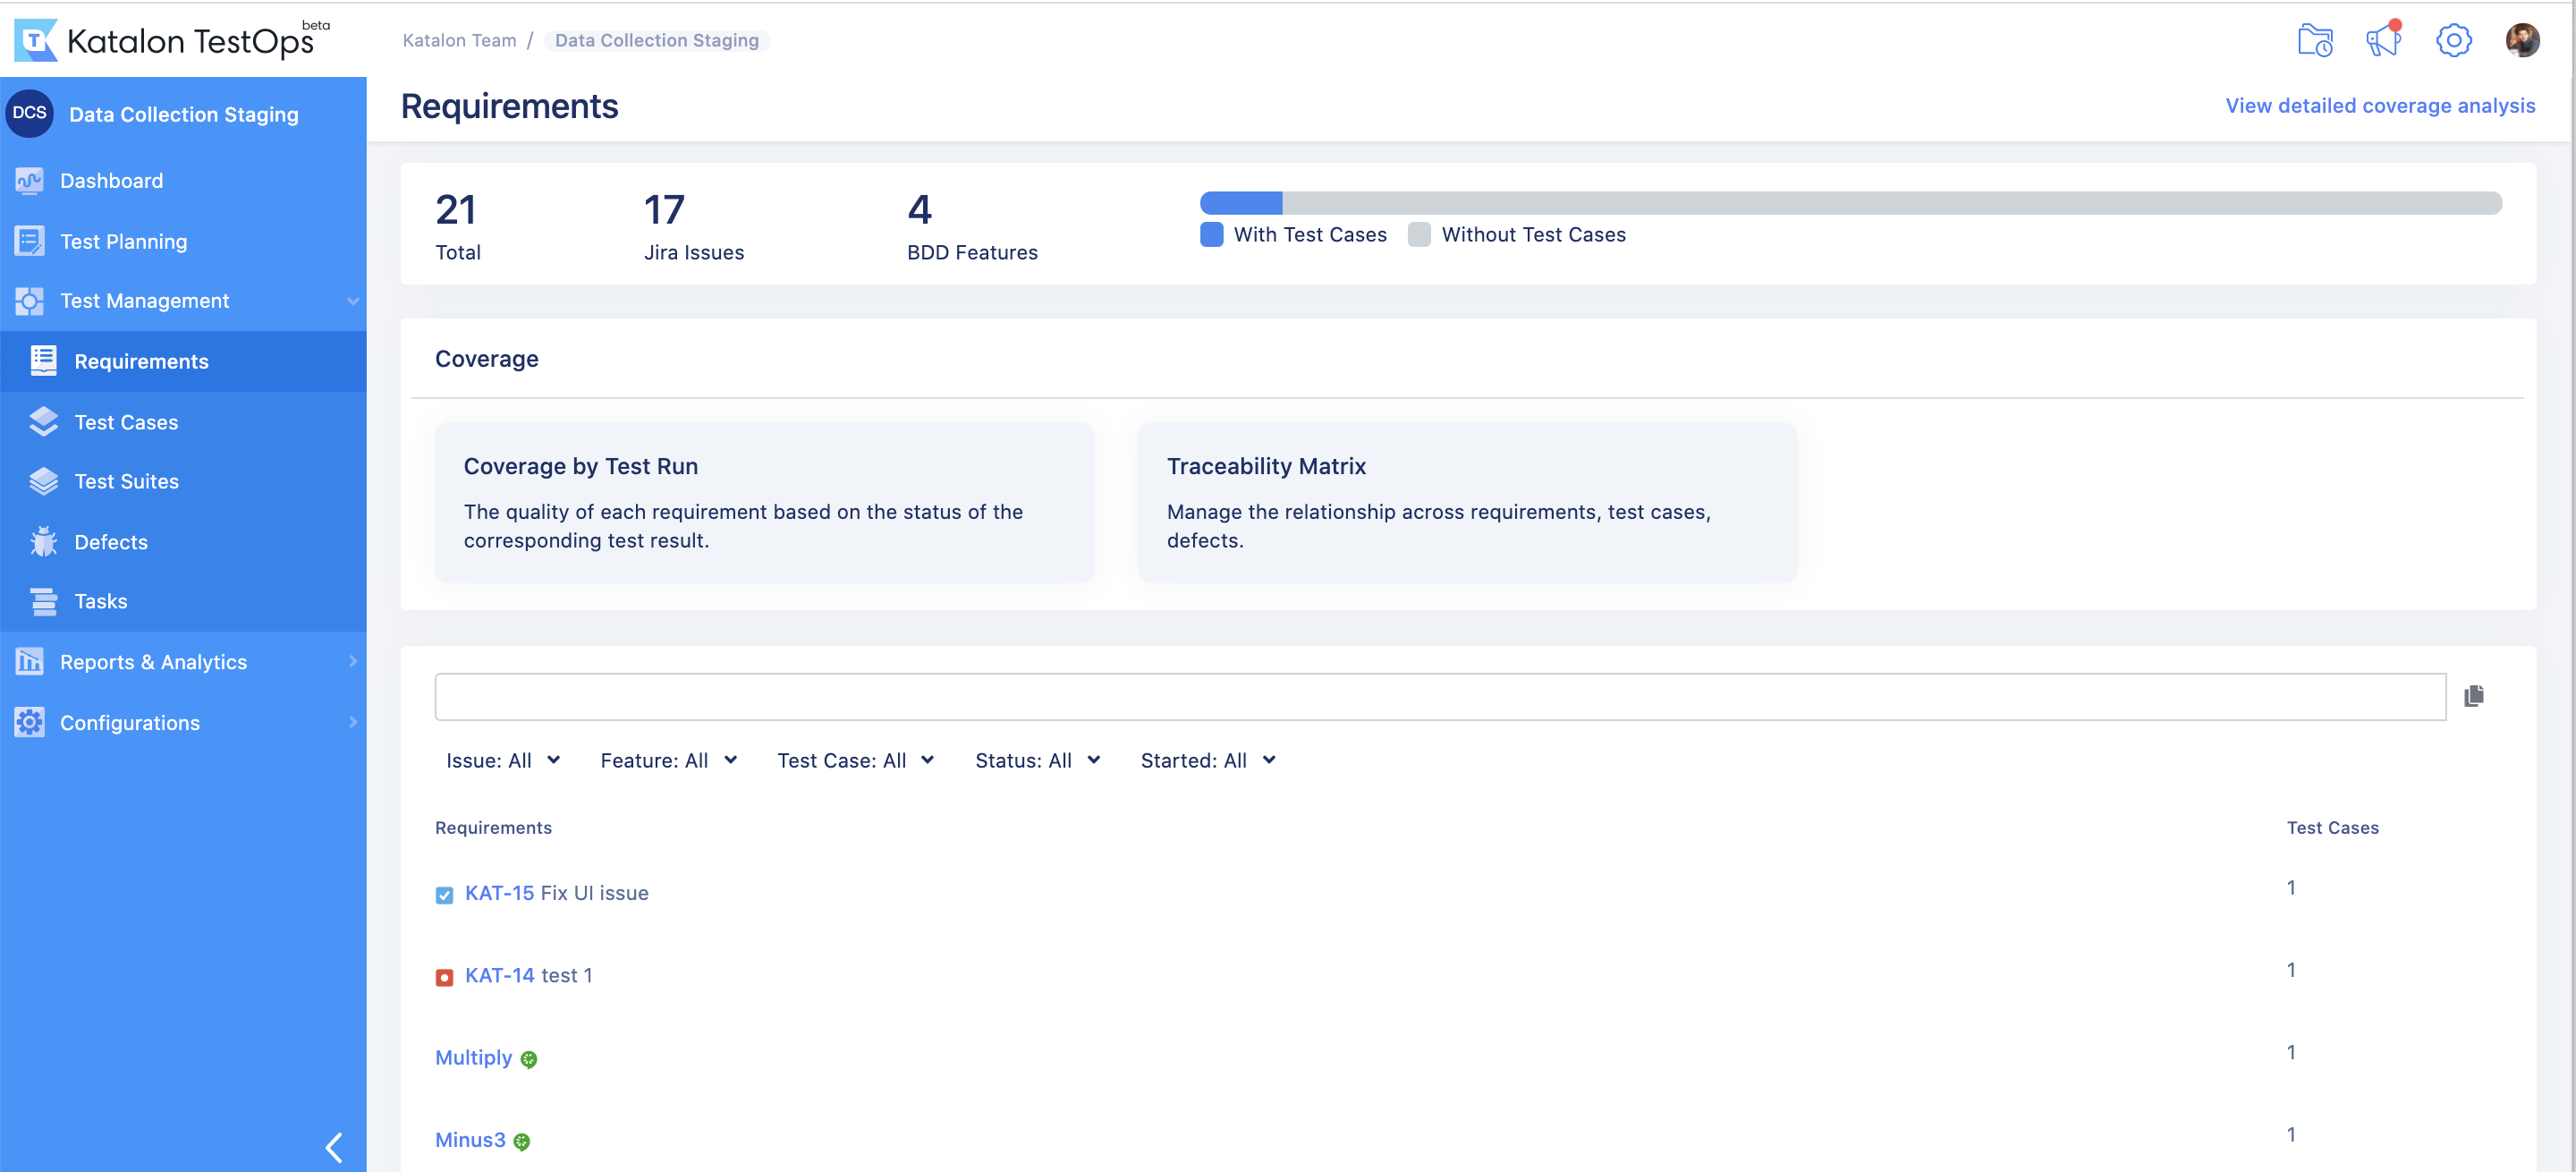 Katalon TestOps beta
Katalon Team / Data Collection Staging
DCS Data Collection Staging
Dashboard
Test Planning
Test Management
Requirements
Test Cases
Test Suites
Defects
Tasks
Reports & Analytics
Configurations
Requirements
View detailed coverage analysis
21
Total
17
Jira Issues
4
BDD Features
With Test Cases Without Test Cases
Coverage
Coverage by Test Run
The quality of each requirement based on the status of the
corresponding test result.
Traceability Matrix
Manage the relationship across requirements, test cases,
defects.
Issue: All Feature: All Test Case: All Status: All Started: All
Requirements Test Cases
KAT-15 Fix UI issue 1
KAT-14 test 1 1
Multiply 1
Minus3 1